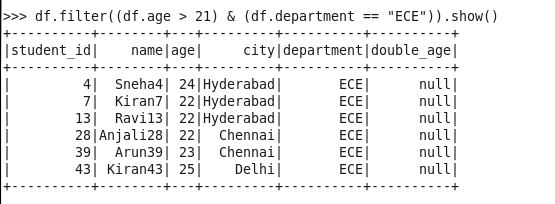 >>> df.filter((df.age > 21) & (df.department == "ECE")).show()
+----------+--------+---+---------+----------+----------+
|student_id|    name|age|     city|department|double_age|
+----------+--------+---+---------+----------+----------+
|         4|  Sneha4| 24|Hyderabad|       ECE|      null|
|         7|  Kiran7| 22|Hyderabad|       ECE|      null|
|        13|  Ravi13| 22|Hyderabad|       ECE|      null|
|        28|Anjali28| 22|  Chennai|       ECE|      null|
|        39|  Arun39| 23|  Chennai|       ECE|      null|
|        43| Kiran43| 25|    Delhi|       ECE|      null|
+----------+--------+---+---------+----------+----------+